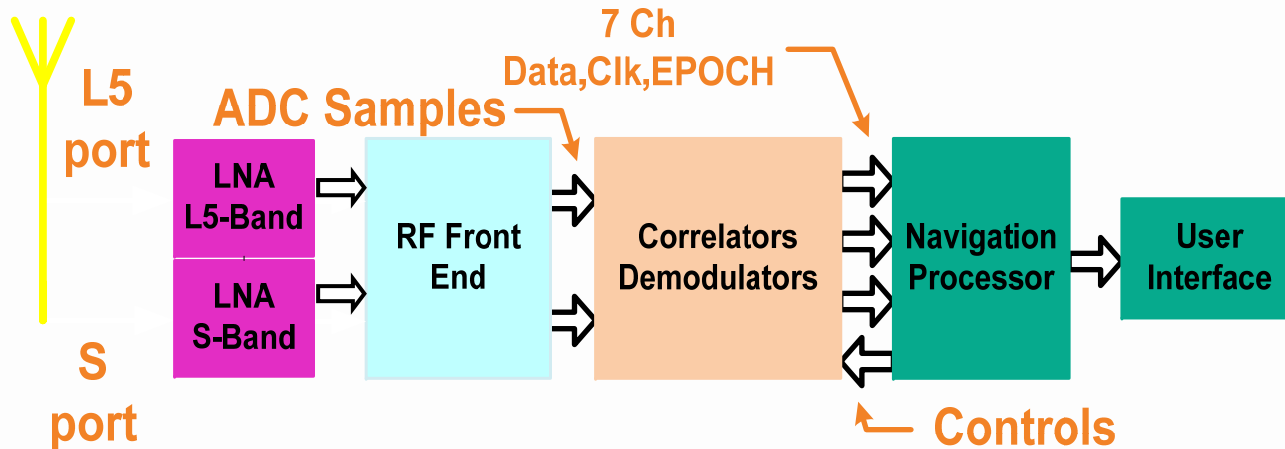 7 Ch
Data,Clk,EPOCH
L5
port
ADC Samples
LNA
L5-Band
LNA
S-Band
RF Front
End
Correlators
Demodulators
Navigation
Processor
User
Interface
S
port
Controls